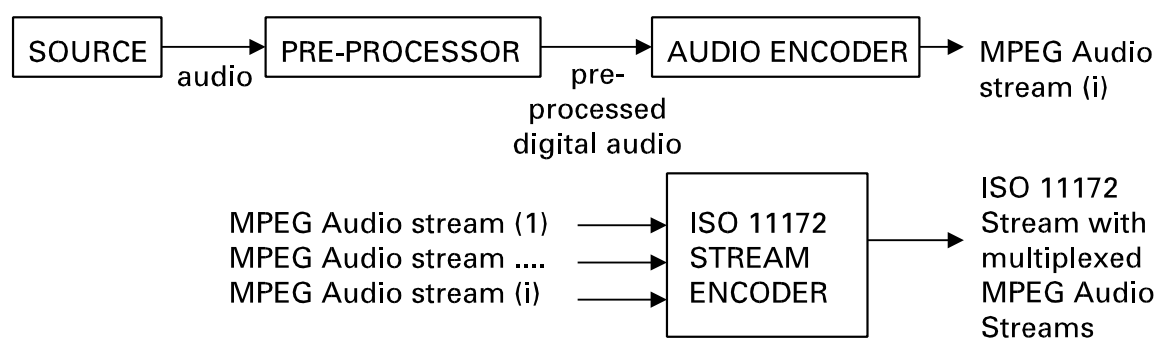 SOURCE
audio
PRE-PROCESSOR
pre-
processed
digital audio
AUDIO ENCODER
MPEG Audio
stream (i)
MPEG Audio stream (1)
MPEG Audio stream ....
MPEG Audio stream (i)
ISO 11172
STREAM
ENCODER
ISO 11172
Stream with
multiplexed
MPEG Audio
Streams